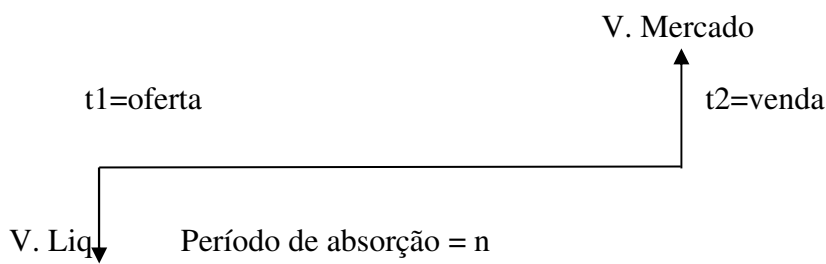 V. Mercado
t1=oferta
t2=venda
V. Liq
Período de absorção = n